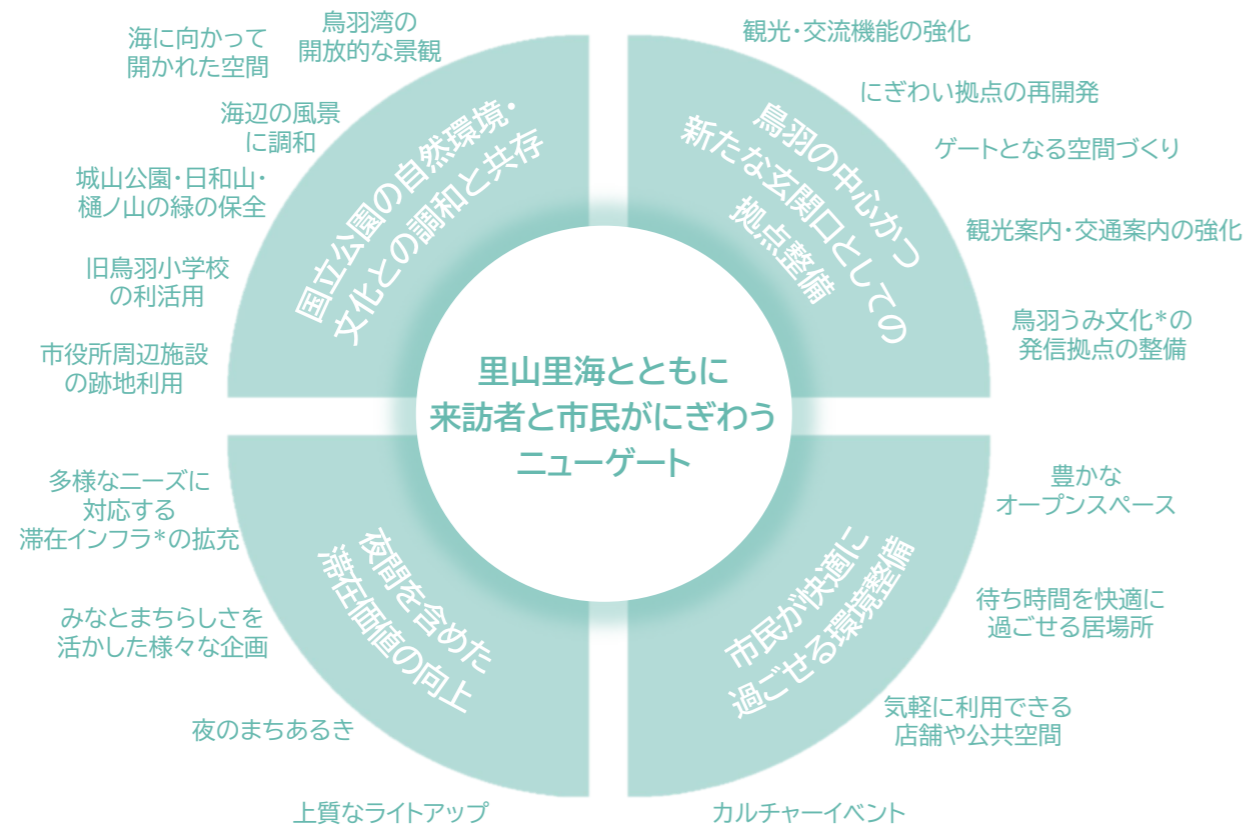 海に向かって
開かれた空間
鳥羽湾の
開放的な景観
海辺の風景
に調和
城山公園・日和山・
樋ノ山の緑の保全
旧鳥羽小学校
の利活用
市役所周辺施設
の跡地利用
国立公園の自然環境・
文化との調和と共存
観光・交流機能の強化
にぎわい拠点の再開発
ゲートとなる空間づくり
観光案内・交通案内の強化
鳥羽うみ文化*の
発信拠点の整備
鳥羽の中心かつ
新たな玄関口としての
拠点整備
里山里海とともに
来訪者と市民がにぎわう
ニューゲート
多様なニーズに
対応する
滞在インフラ*の拡充
みなとまちらしさを
活かした様々な企画
夜のまちあるき
上質なライトアップ
夜間を含めた
滞在価値の向上
豊かな
オープンスペース
待ち時間を快適に
過ごせる居場所
気軽に利用できる
店舗や公共空間
カルチャーイベント
市民が快適に
過ごせる環境整備